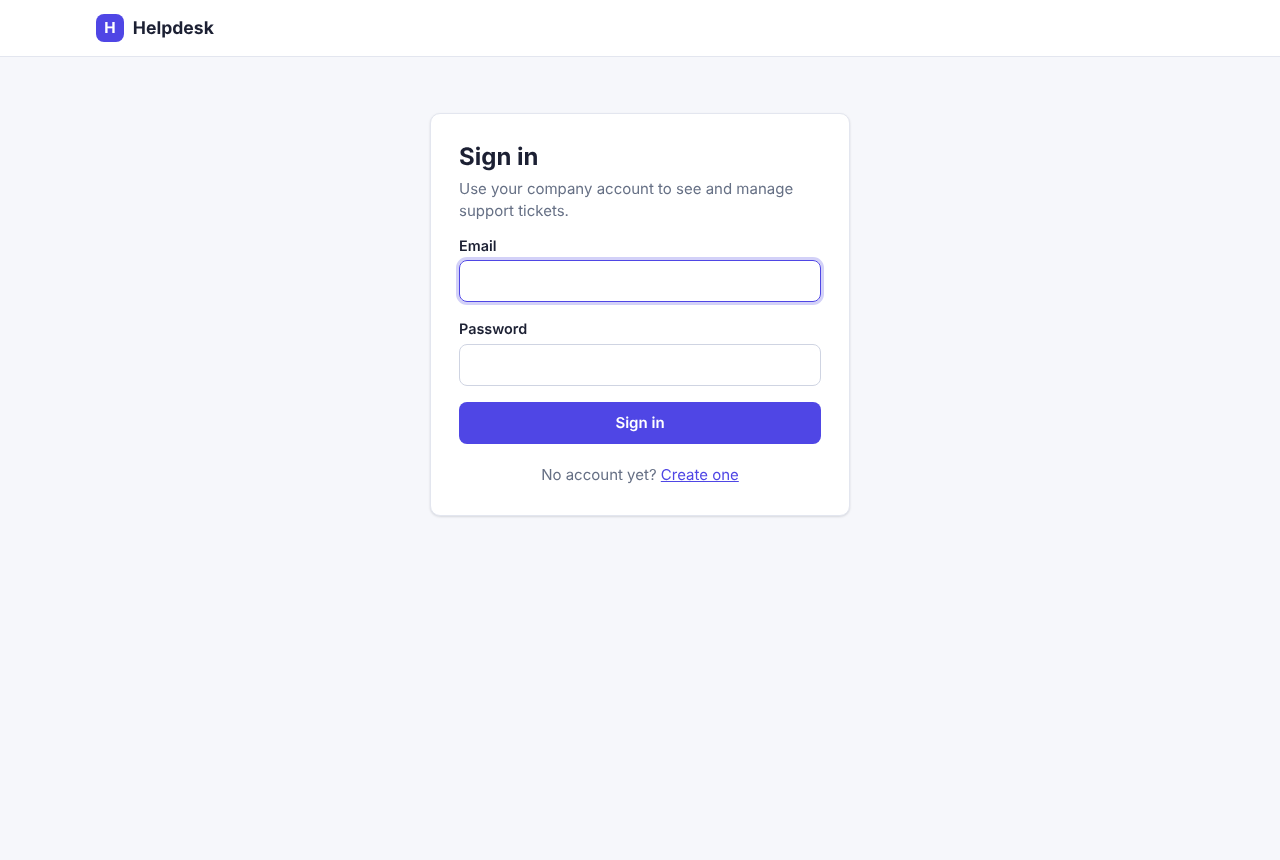 H Helpdesk
Sign in
Use your company account to see and manage
support tickets.
Email
Password
Sign in
No account yet? Create one